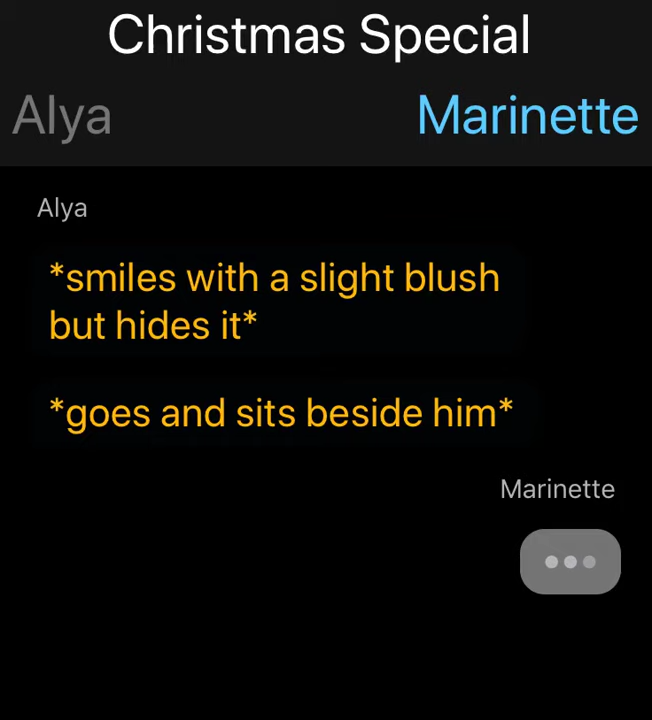 Christmas Special
Alya Marinette
Alya
*smiles with a slight blush
but hides it*
*goes and sits beside him*
Marinette